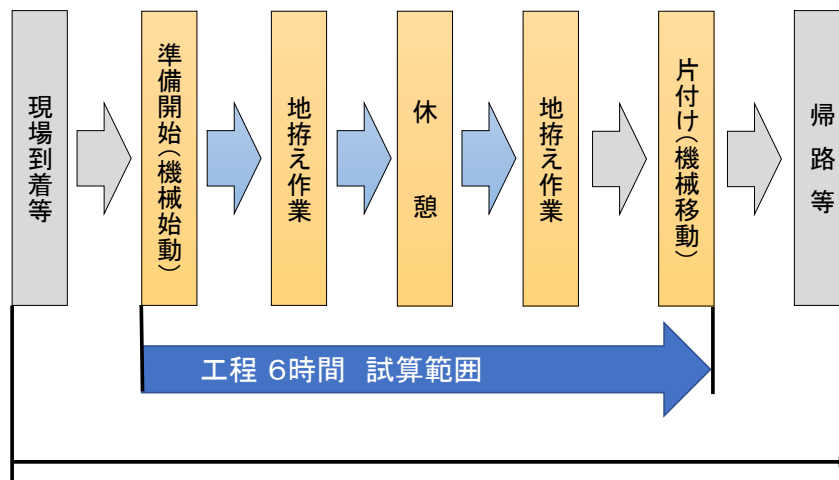 現場到着等
準備開始(機械始動)
地拵え作業
休憩
地拵え作業
片付け(機械移動)
帰路等
工程 6時間 試算範囲